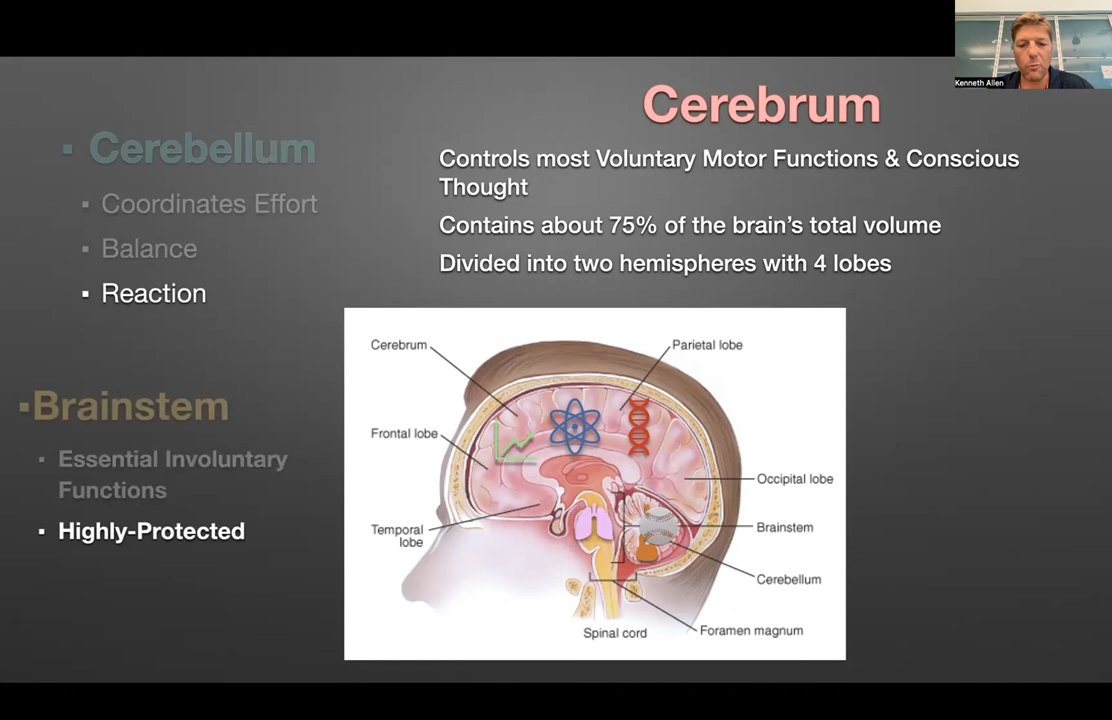 Kenneth Allen
Cerebrum
Controls most Voluntary Motor Functions & Conscious
Thought
Contains about 75% of the brain's total volume
Divided into two hemispheres with 4 lobes
▪ Cerebellum
▪ Coordinates Effort
▪ Balance
▪ Reaction
▪Brainstem
▪ Essential Involuntary
Functions
▪ Highly-Protected
Cerebrum
Parietal lobe
Frontal lobe
Occipital lobe
Temporal
lobe
Brainstem
Cerebellum
Spinal cord
Foramen magnum